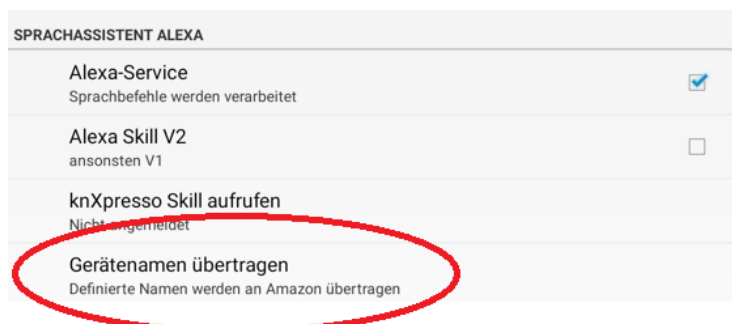 SPRACHASSISTENT ALEXA
Alexa-Service
Sprachbefehle werden verarbeitet
Alexa Skill V2
ansonsten V1
knXpresso Skill aufrufen
Nicht angemeldet
Gerätenamen übertragen
Definierte Namen werden an Amazon übertragen